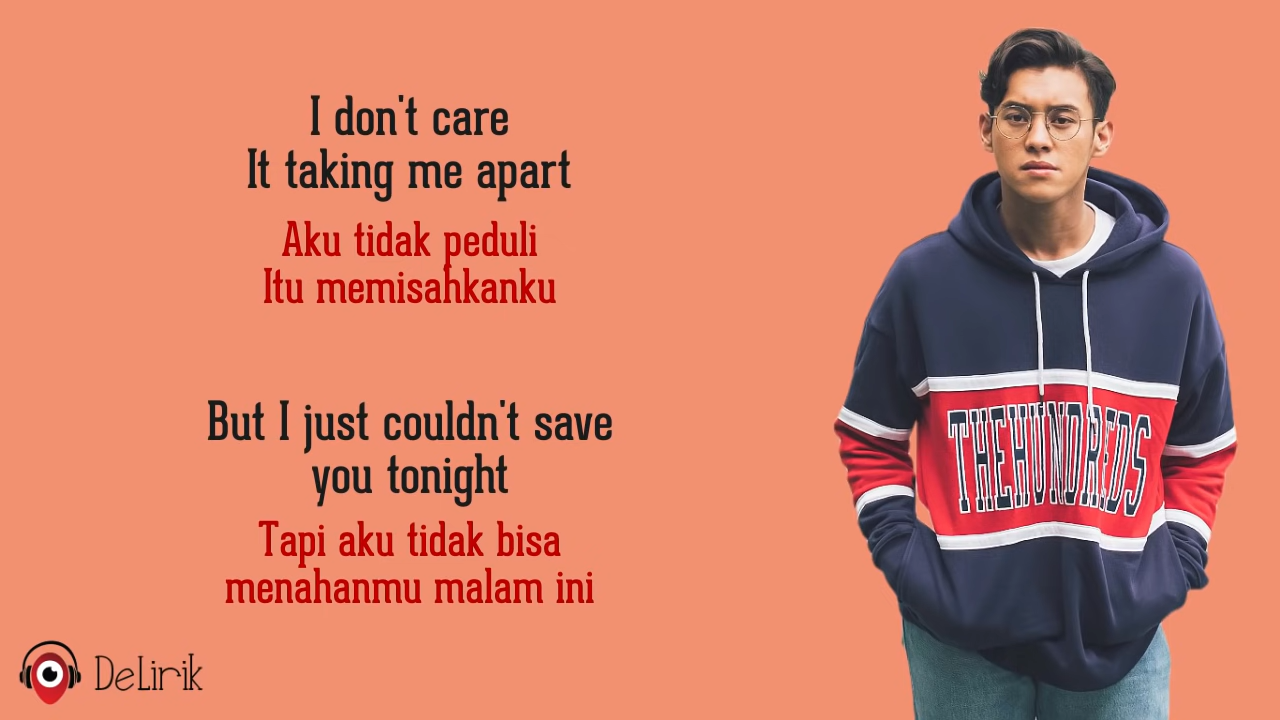 I don't care
It taking me apart
Aku tidak peduli
Itu memisahkanku
But I just couldn't save
you tonight
Tapi aku tidak bisa
menahanmu malam ini
THEHUNDREDS
DeLirik